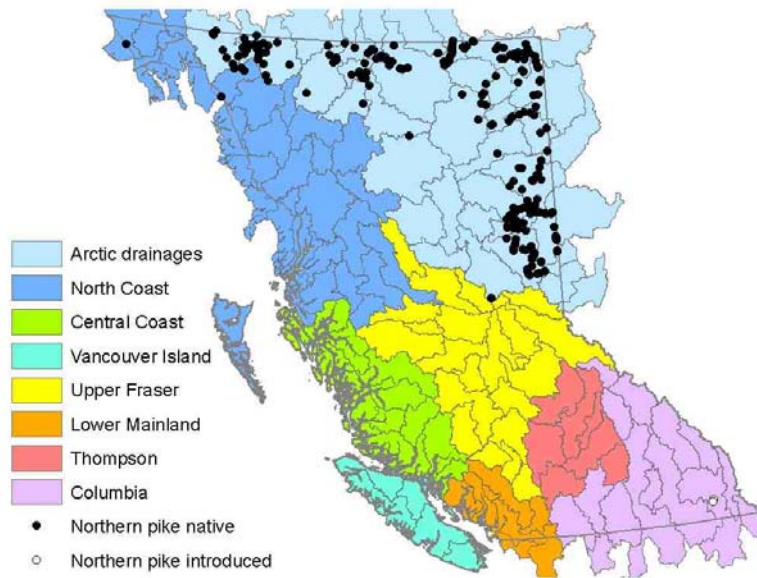 Arctic drainages
North Coast
Central Coast
Vancouver Island
Upper Fraser
Lower Mainland
Thompson
Columbia
Northern pike native
Northern pike introduced